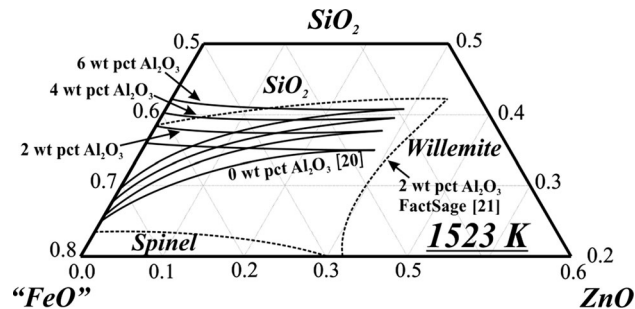 SiO₂
0.5
0.5
6 wt pct Al₂O₃
SiO₂
4 wt pct Al₂O₃
0.6
0.4
2 wt pct Al₂O₃
Willemite
0 wt pct Al₂O₃ [20]
0.7
0.3
2 wt pct Al₂O₃
FactSage [21]
Spinel
1523 K
0.8
0.2
0.0
0.1
0.2
0.3
0.5
0.6
“FeO”
ZnO